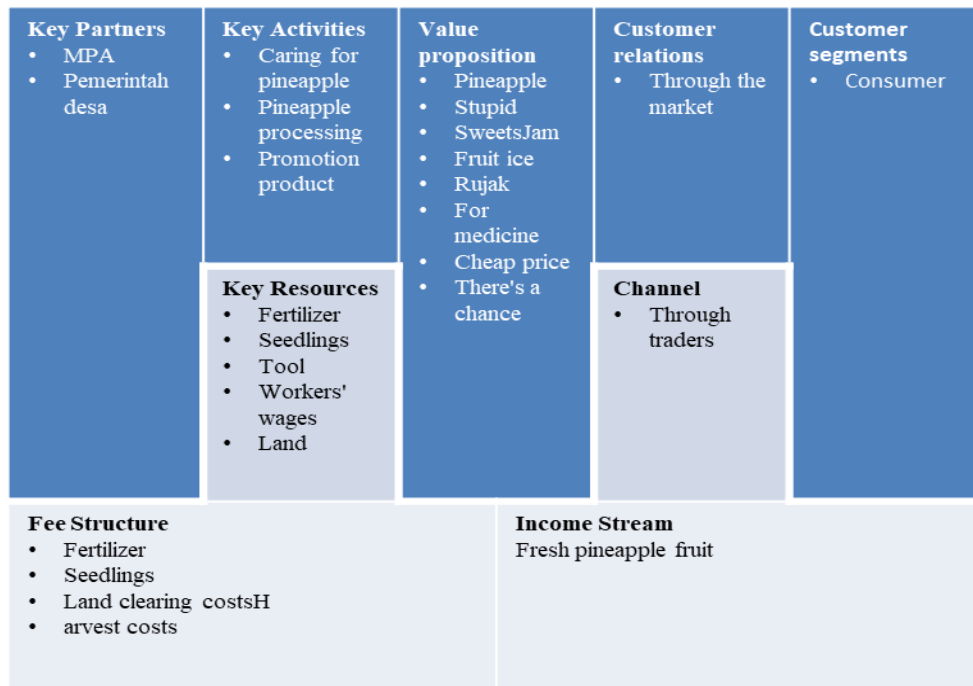 Key Partners
• MPA
• Pemerintah
desa
Key Activities
• Caring for
pineapple
• Pineapple
processing
• Promotion
product
Key Resources
• Fertilizer
• Seedlings
• Tool
• Workers'
wages
• Land
Value
proposition
• Pineapple
• Stupid
• SweetsJam
• Fruit ice
• Rujak
• For
medicine
• Cheap price
• There's a
chance
Customer
relations
• Through the
market
Channel
• Through
traders
Customer
segments
• Consumer
Fee Structure
• Fertilizer
• Seedlings
• Land clearing costsH
• arvest costs
Income Stream
Fresh pineapple fruit